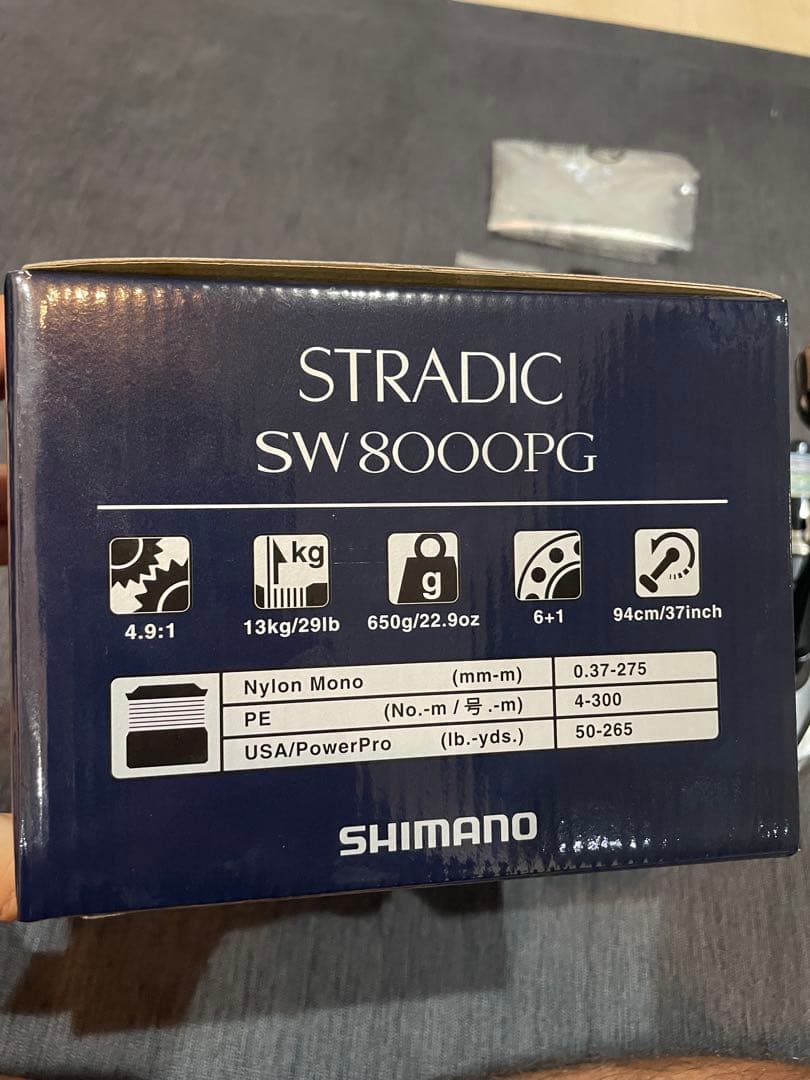 STRADIC
SW 8000PG
kg
g
4.9:1 13kg/29lb 650g/22.9oz 6+1 94cm/37inch
Nylon Mono (mm-m) 0.37-275
PE (No.-m / 号.-m) 4-300
USA/PowerPro (lb.-yds.) 50-265
SHIMANO